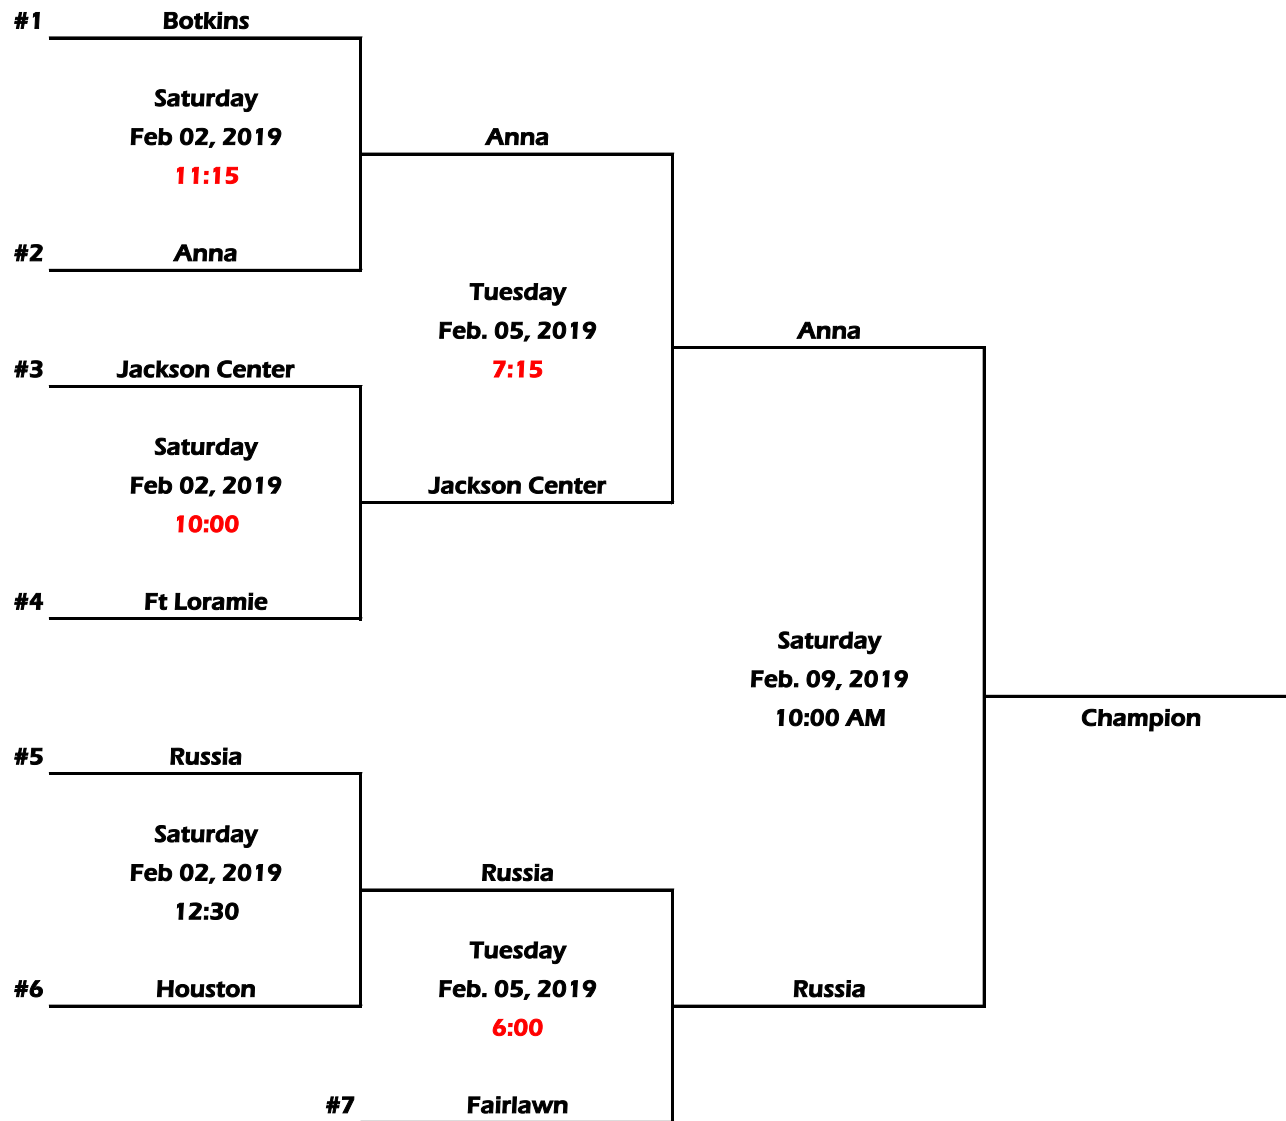 #1 Botkins
Saturday
Feb 02, 2019
11:15
#2 Anna
Anna
#3 Jackson Center
Saturday
Feb 02, 2019
10:00
#4 Ft Loramie
Jackson Center
Tuesday
Feb. 05, 2019
7:15
Anna
#5 Russia
Saturday
Feb 02, 2019
12:30
#6 Houston
Russia
Tuesday
Feb. 05, 2019
6:00
#7 Fairlawn
Russia
Saturday
Feb. 09, 2019
10:00 AM
Champion